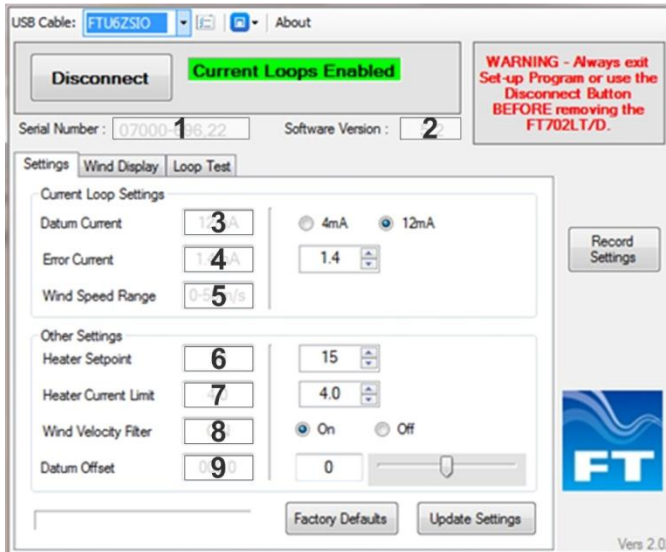 USB Cable: FTU6ZSIO About
Disconnect
Current Loops Enabled
WARNING - Always exit
Set-up Program or use the
Disconnect Button
BEFORE removing the
FT702LT/D.
Serial Number : 1 Software Version : 2
Settings Wind Display Loop Test
Current Loop Settings
Datum Current 3 4mA 12mA
Error Current 4 1.4
Wind Speed Range 5
Record
Settings
Other Settings
Heater Setpoint 6 15
Heater Current Limit 7 4.0
Wind Velocity Filter 8 On Off
Datum Offset 9 0
FT
Factory Defaults Update Settings
Vers 2.0